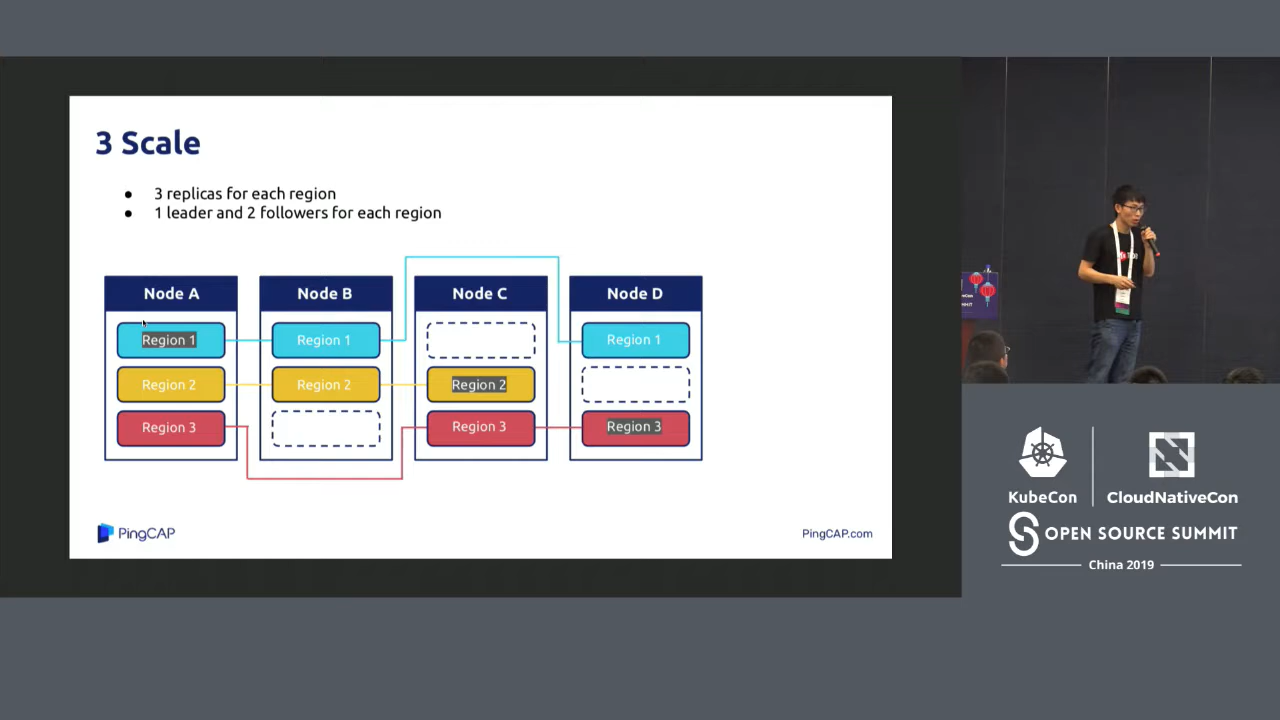 3 Scale
● 3 replicas for each region
● 1 leader and 2 followers for each region
Node A
Node B
Node C
Node D
Region 1
Region 1
Region 1
Region 2
Region 2
Region 2
Region 3
Region 3
Region 3
PingCAP
PingCAP.com
KubeCon
CloudNativeCon
OPEN SOURCE SUMMIT
China 2019